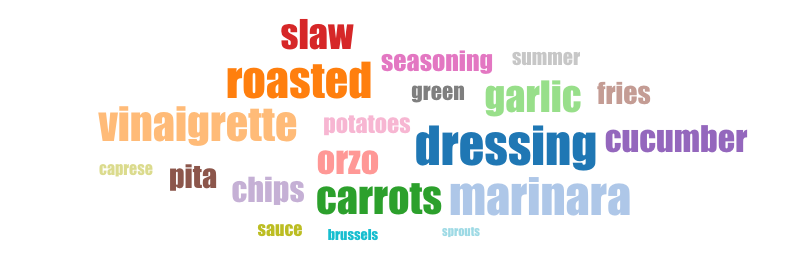 slaw
seasoning summer
roasted green garlic fries
vinaigrette potatoes dressing cucumber
caprese pita chips orzo
carrots marinara
sauce brussels sprouts